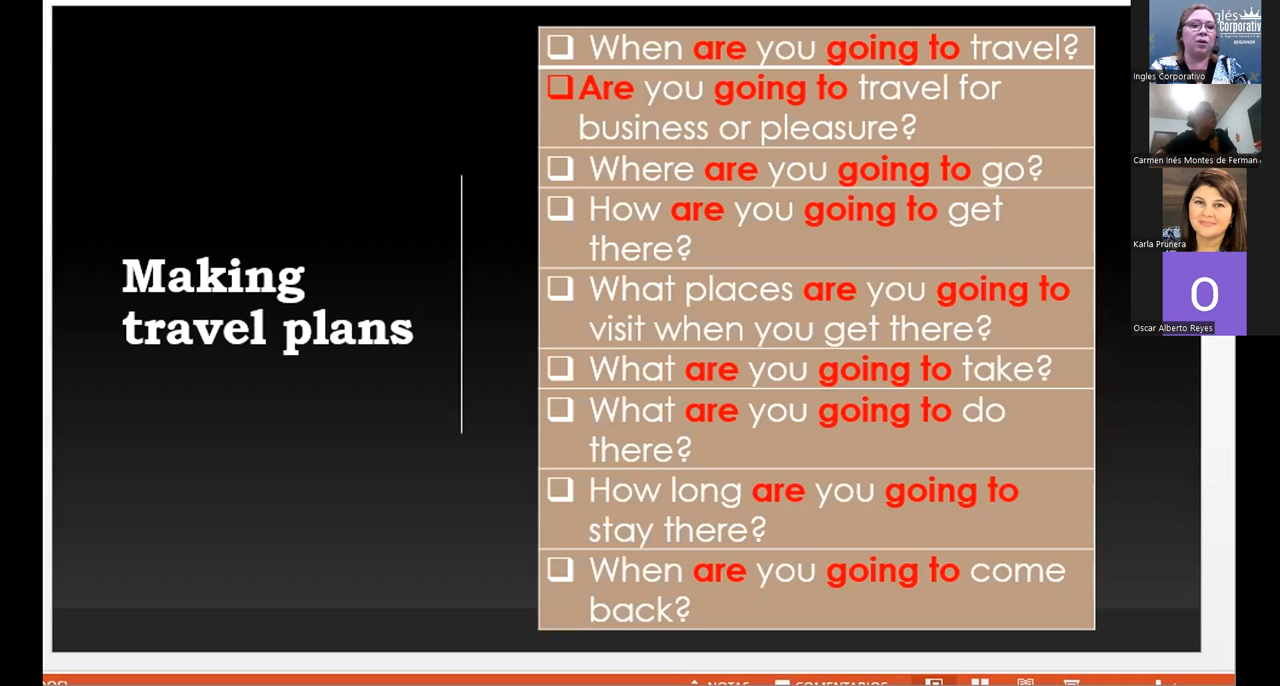 Making
travel plans
❑ When are you going to travel?
❑ Are you going to travel for
business or pleasure?
❑ Where are you going to go?
❑ How are you going to get
there?
❑ What places are you going to
visit when you get there?
❑ What are you going to take?
❑ What are you going to do
there?
❑ How long are you going to
stay there?
❑ When are you going to come
back?
Ingles Corporativo
Carmen Inés Montes de Ferman
Karla Prunera
O
Oscar Alberto Reyes
NOTAS
COMENTARIOS